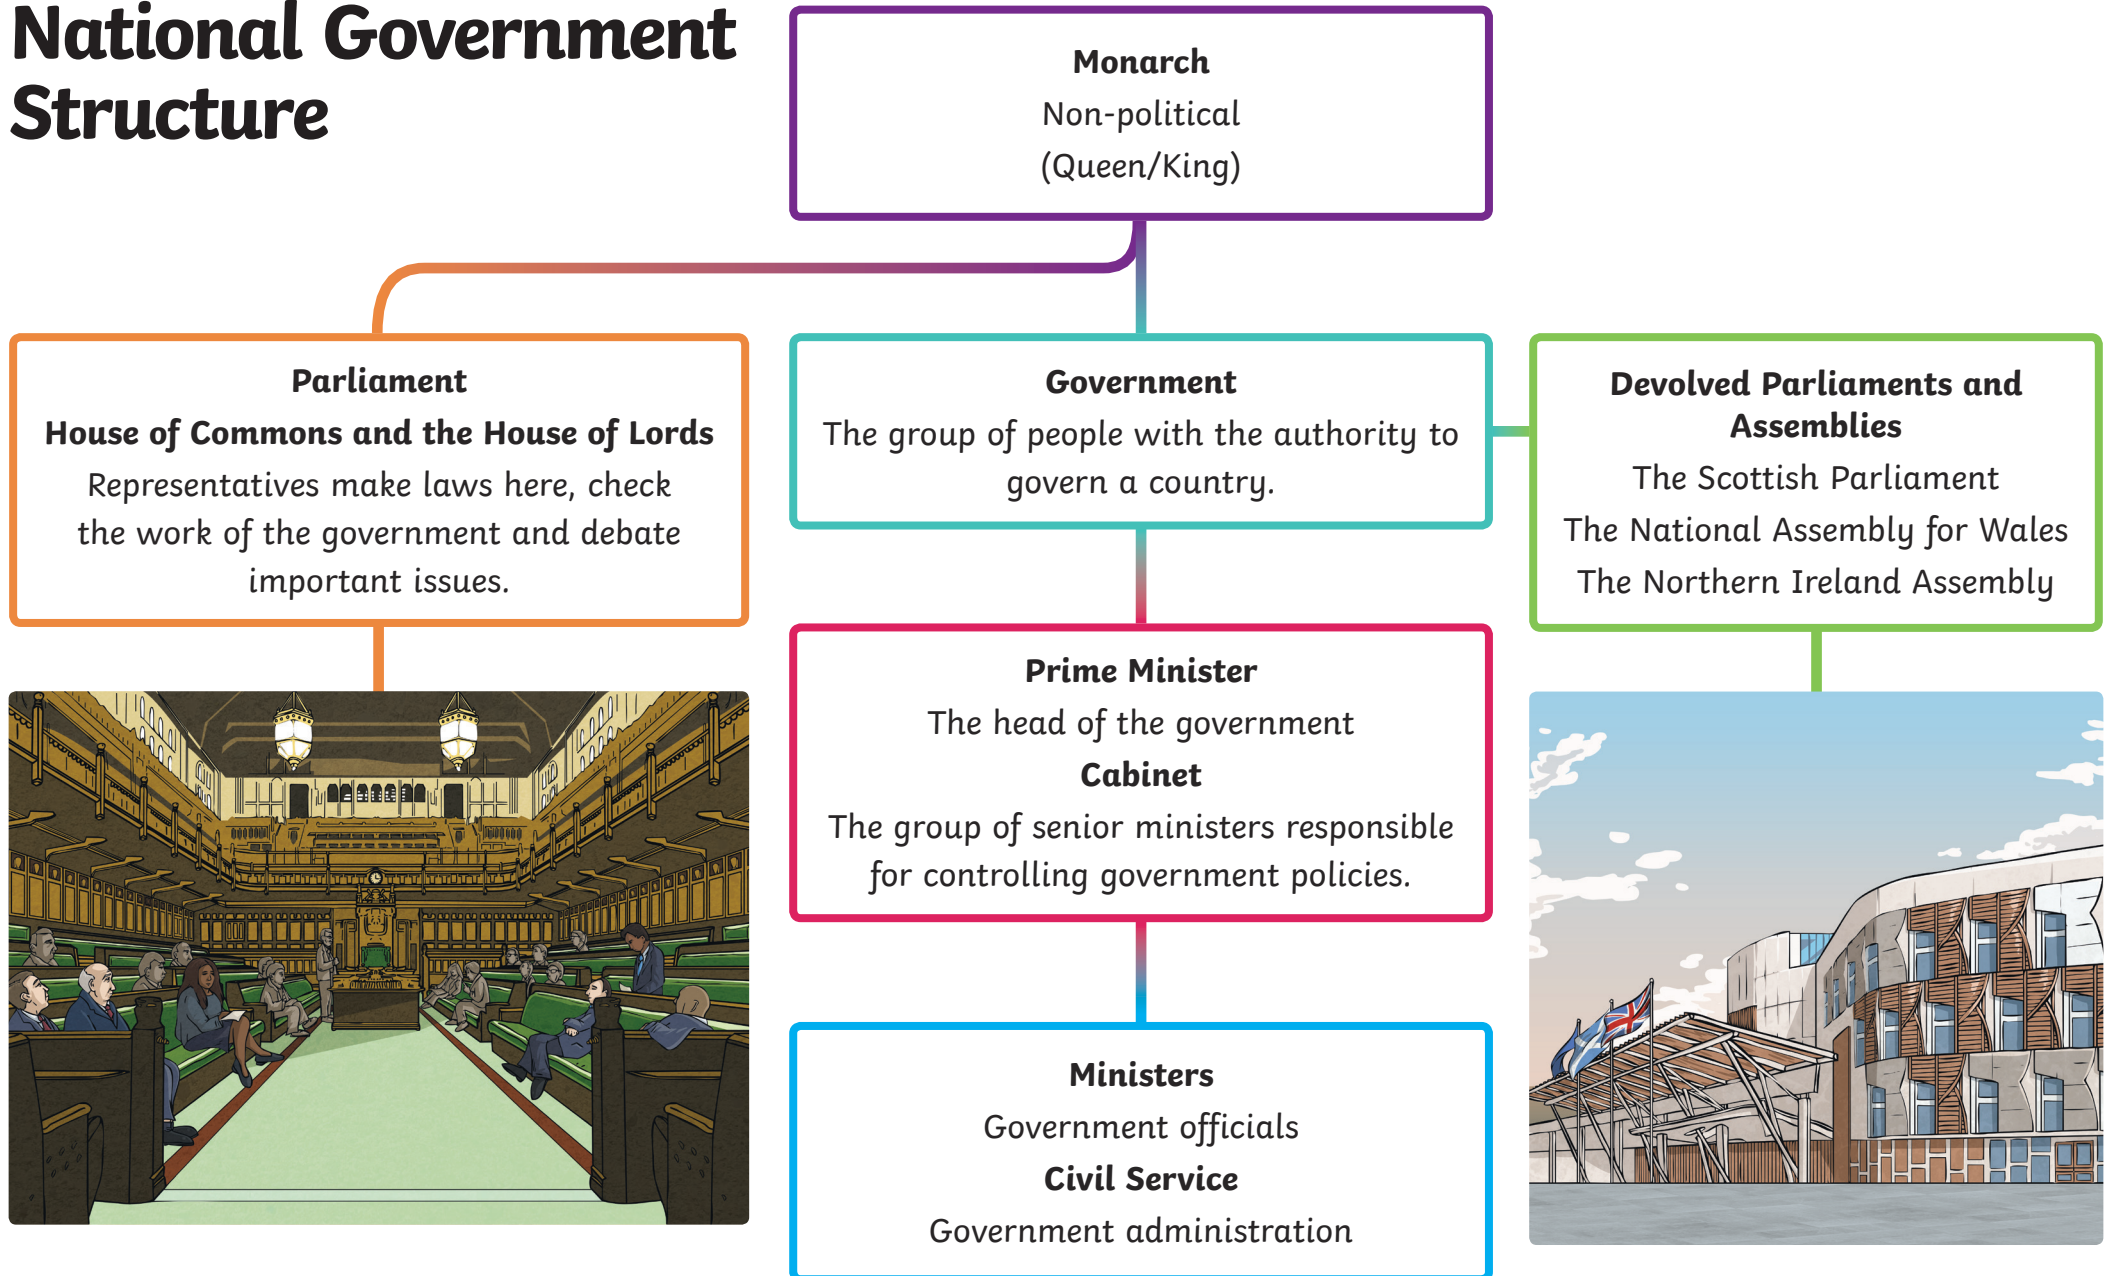 National Government
Structure
Monarch
Non-political
(Queen/King)
Parliament
House of Commons and the House of Lords
Representatives make laws here, check
the work of the government and debate
important issues.
Government
The group of people with the authority to
govern a country.
Devolved Parliaments and
Assemblies
The Scottish Parliament
The National Assembly for Wales
The Northern Ireland Assembly
Prime Minister
The head of the government
Cabinet
The group of senior ministers responsible
for controlling government policies.
Ministers
Government officials
Civil Service
Government administration